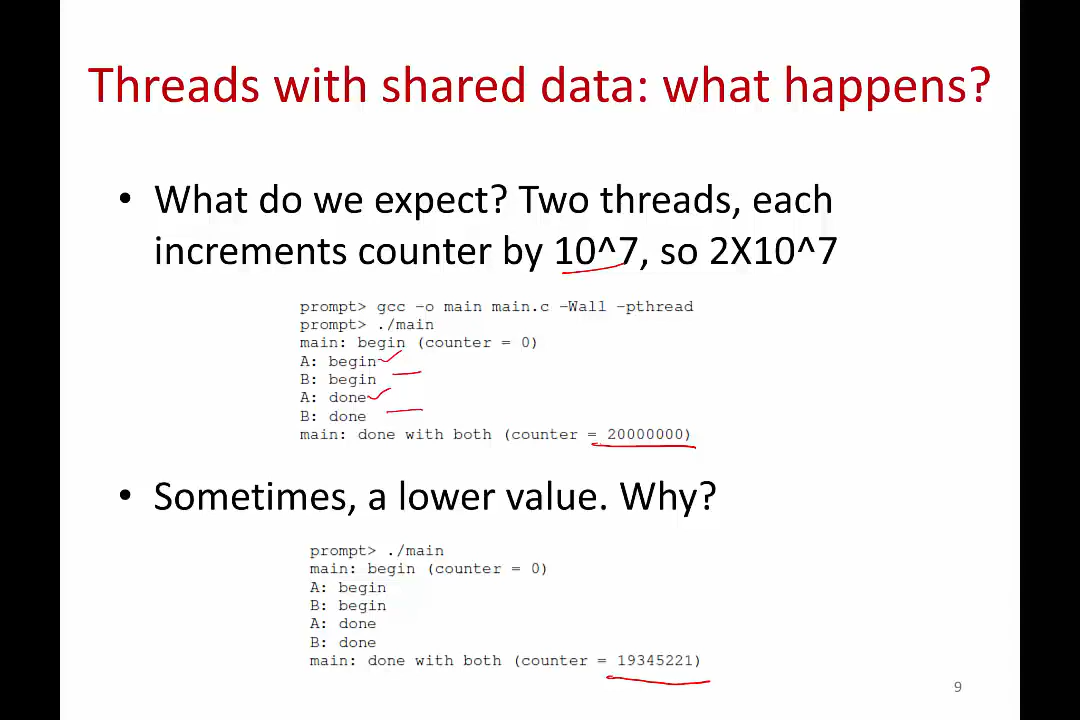 Threads with shared data: what happens?
• What do we expect? Two threads, each
increments counter by 10^7, so 2X10^7
prompt> gcc -o main main.c -Wall -pthread
prompt> ./main
main: begin (counter = 0)
A: begin
B: begin
A: done
B: done
main: done with both (counter = 20000000)
• Sometimes, a lower value. Why?
prompt> ./main
main: begin (counter = 0)
A: begin
B: begin
A: done
B: done
main: done with both (counter = 19345221)
9